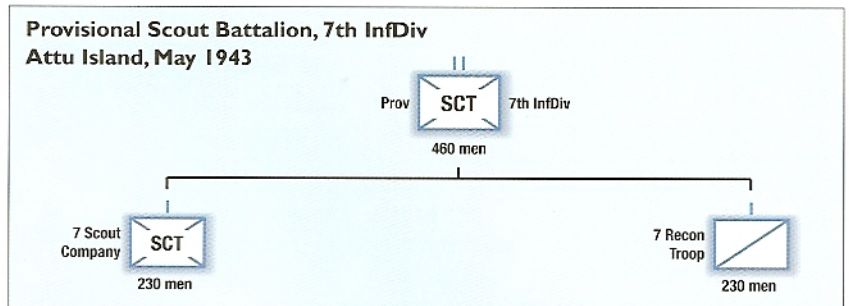 Provisional Scout Battalion, 7th InfDiv
Attu Island, May 1943
Prov SCT 7th InfDiv
460 men
7 Scout
Company
SCT
230 men
7 Recon
Troop
230 men